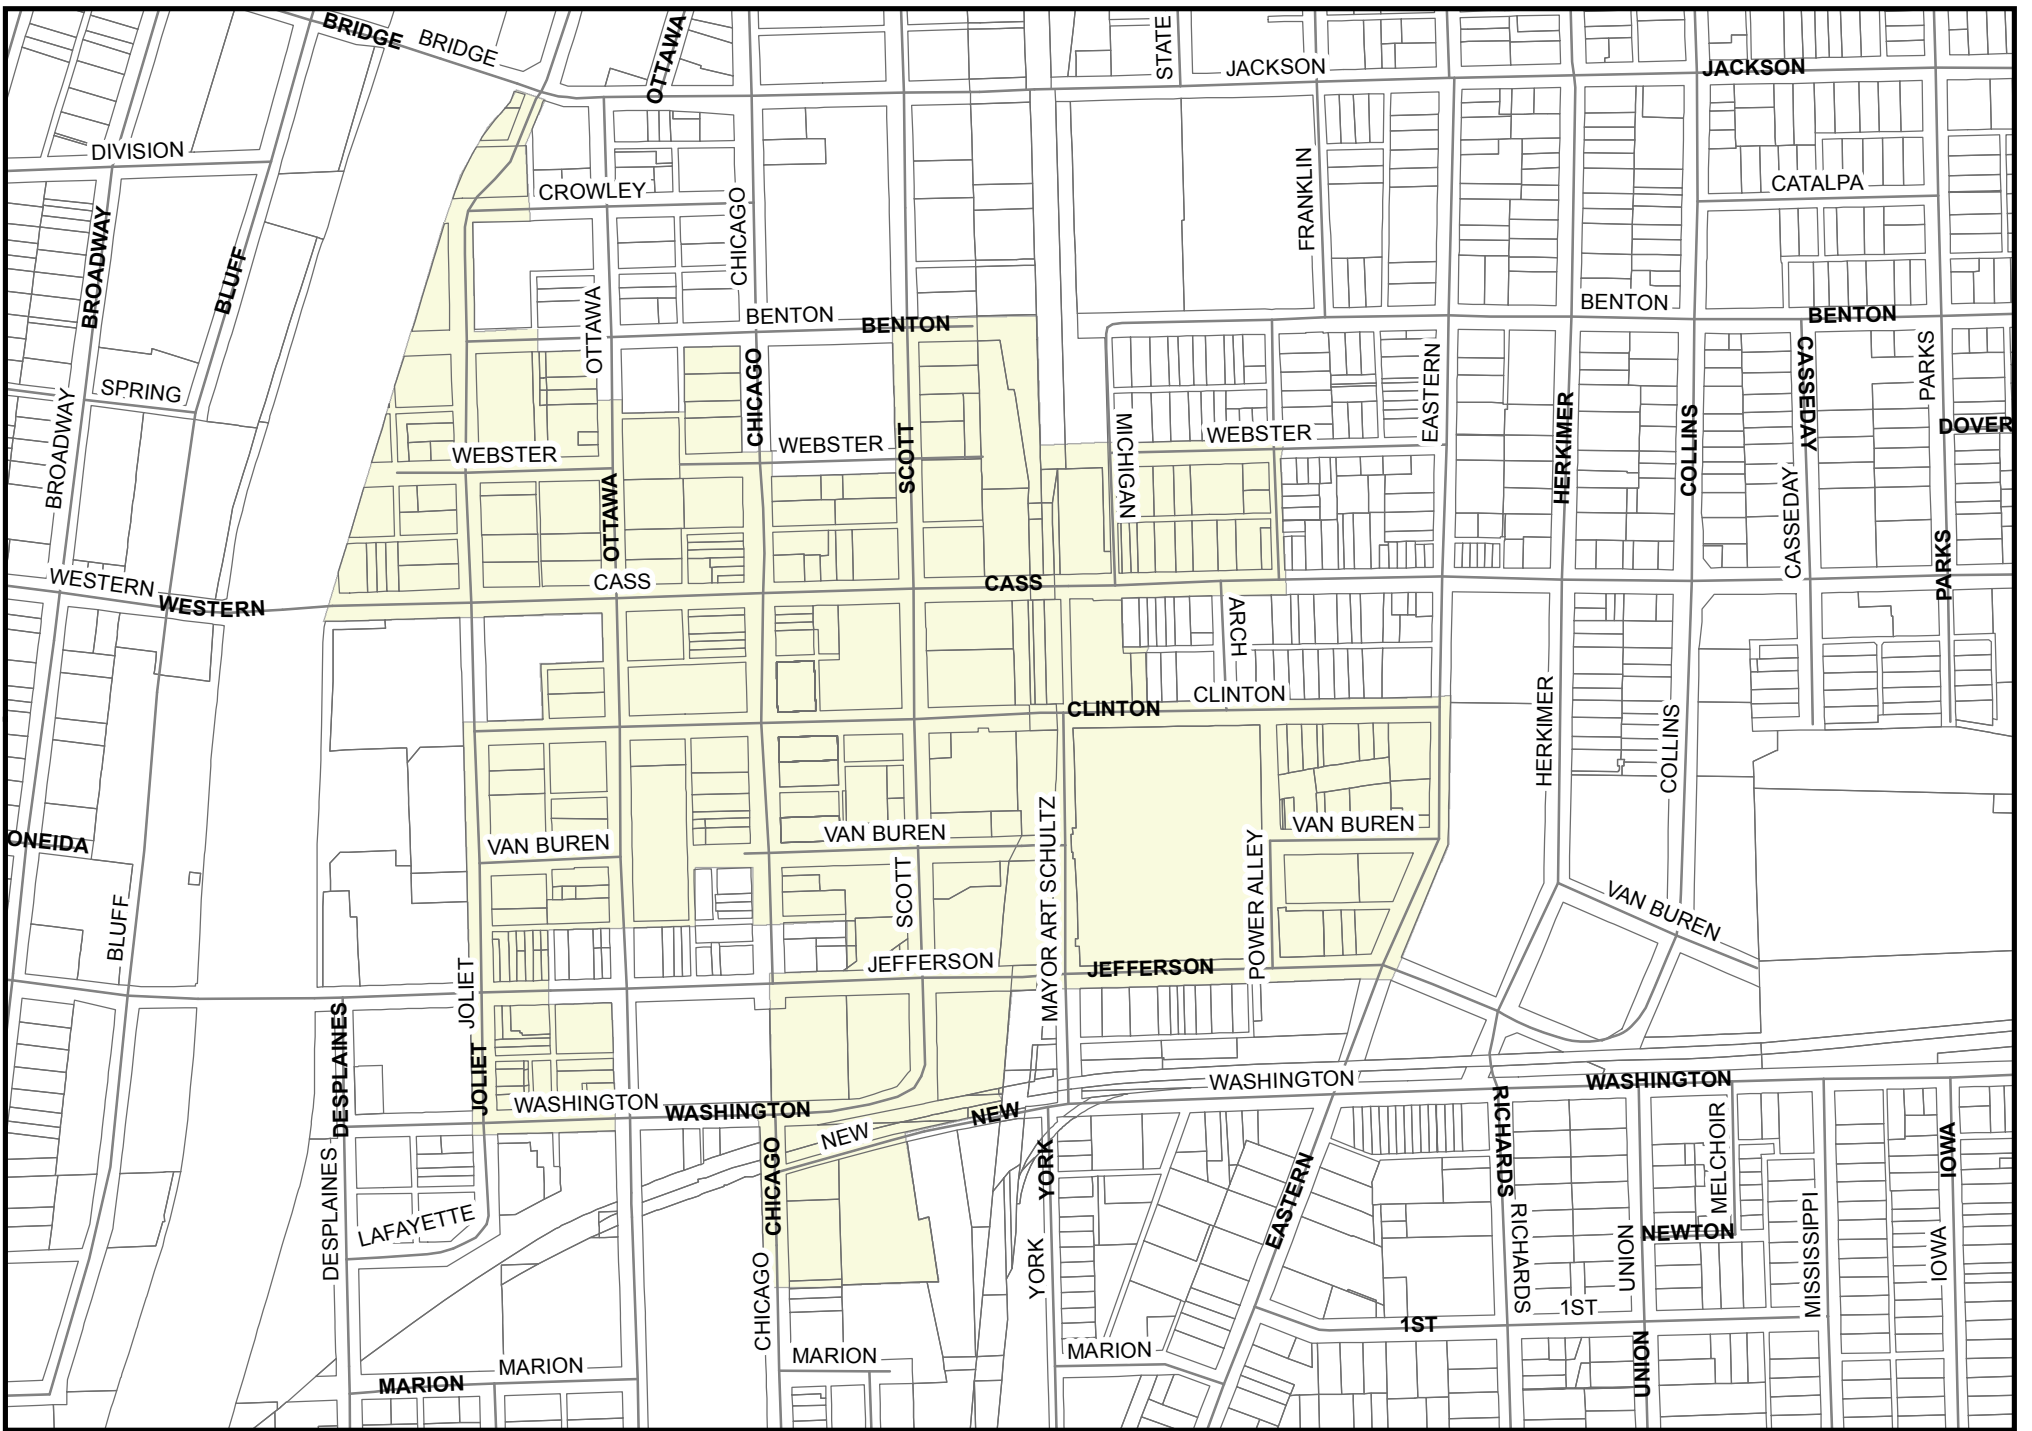 BRIDGE
BRIDGE
OTTAWA
STATE
JACKSON
JACKSON
DIVISION
CROWLEY
CHICAGO
FRANKLIN
CATALPA
BROADWAY
BLUFF
OTTAWA
BENTON
BENTON
BENTON
BENTON
SPRING
CHICAGO
EASTERN
CASSEDAY
PARKS
BROADWAY
WEBSTER
WEBSTER
SCOTT
MICHIGAN
WEBSTER
HERKIMER
COLLINS
DOVER
OTTAWA
CASSEDAY
PARKS
WESTERN
WESTERN
CASS
CASS
ARCH
CLINTON
CLINTON
HERKIMER
COLLINS
ONEIDA
VAN BUREN
VAN BUREN
MAYOR ART. SCHULTZ
POWER ALLEY
VAN BUREN
VAN BUREN
BLUFF
JOLIET
SCOTT
JEFFERSON
JEFFERSON
DESPLAINES
JOLIET
WASHINGTON
WASHINGTON
NEW
NEW
WASHINGTON
WASHINGTON
RICHARDS
MELCHOR
IOWA
DESPLAINES
LAFAYETTE
CHICAGO
YORK
EASTERN
RICHARDS
UNION
NEWTON
MISSISSIPPI
IOWA
CHICAGO
YORK
1ST
1ST
MARION
MARION
MARION
MARION
UNION